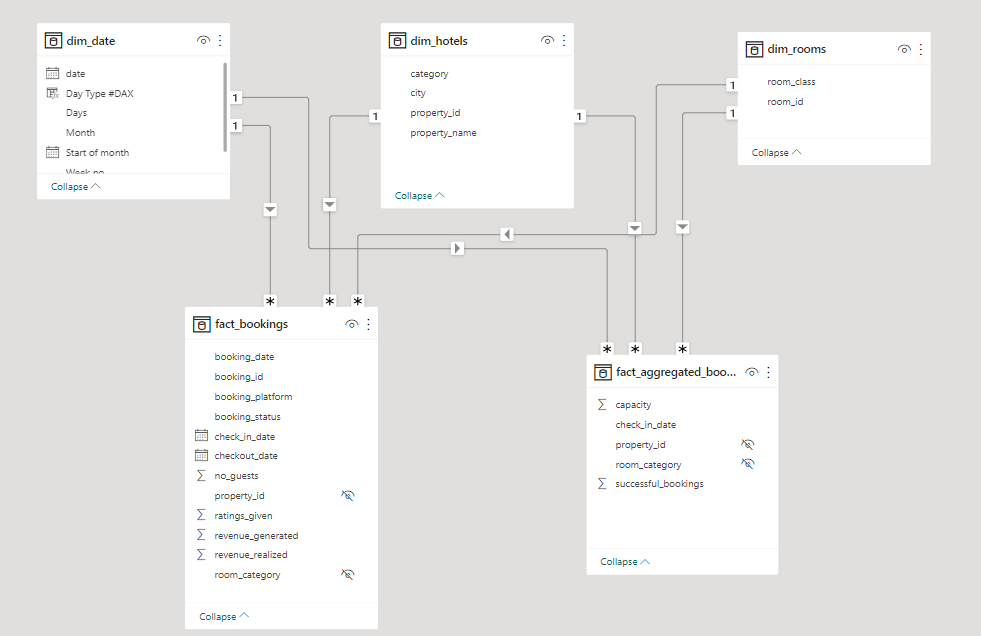 dim_date
date
Day Type #DAX
Days
Month
Start of month
Week no
Collapse
dim_hotels
category
city
property_id
property_name
Collapse
dim_rooms
room_class
room_id
Collapse
1
1
1
1
1
1
*
*
*
*
*
*
fact_bookings
booking_date
booking_id
booking_platform
booking_status
check_in_date
checkout_date
Σ no_guests
property_id
Σ ratings_given
Σ revenue_generated
Σ revenue_realized
room_category
Collapse
fact_aggregated_boo...
Σ capacity
check_in_date
property_id
room_category
Σ successful_bookings
Collapse